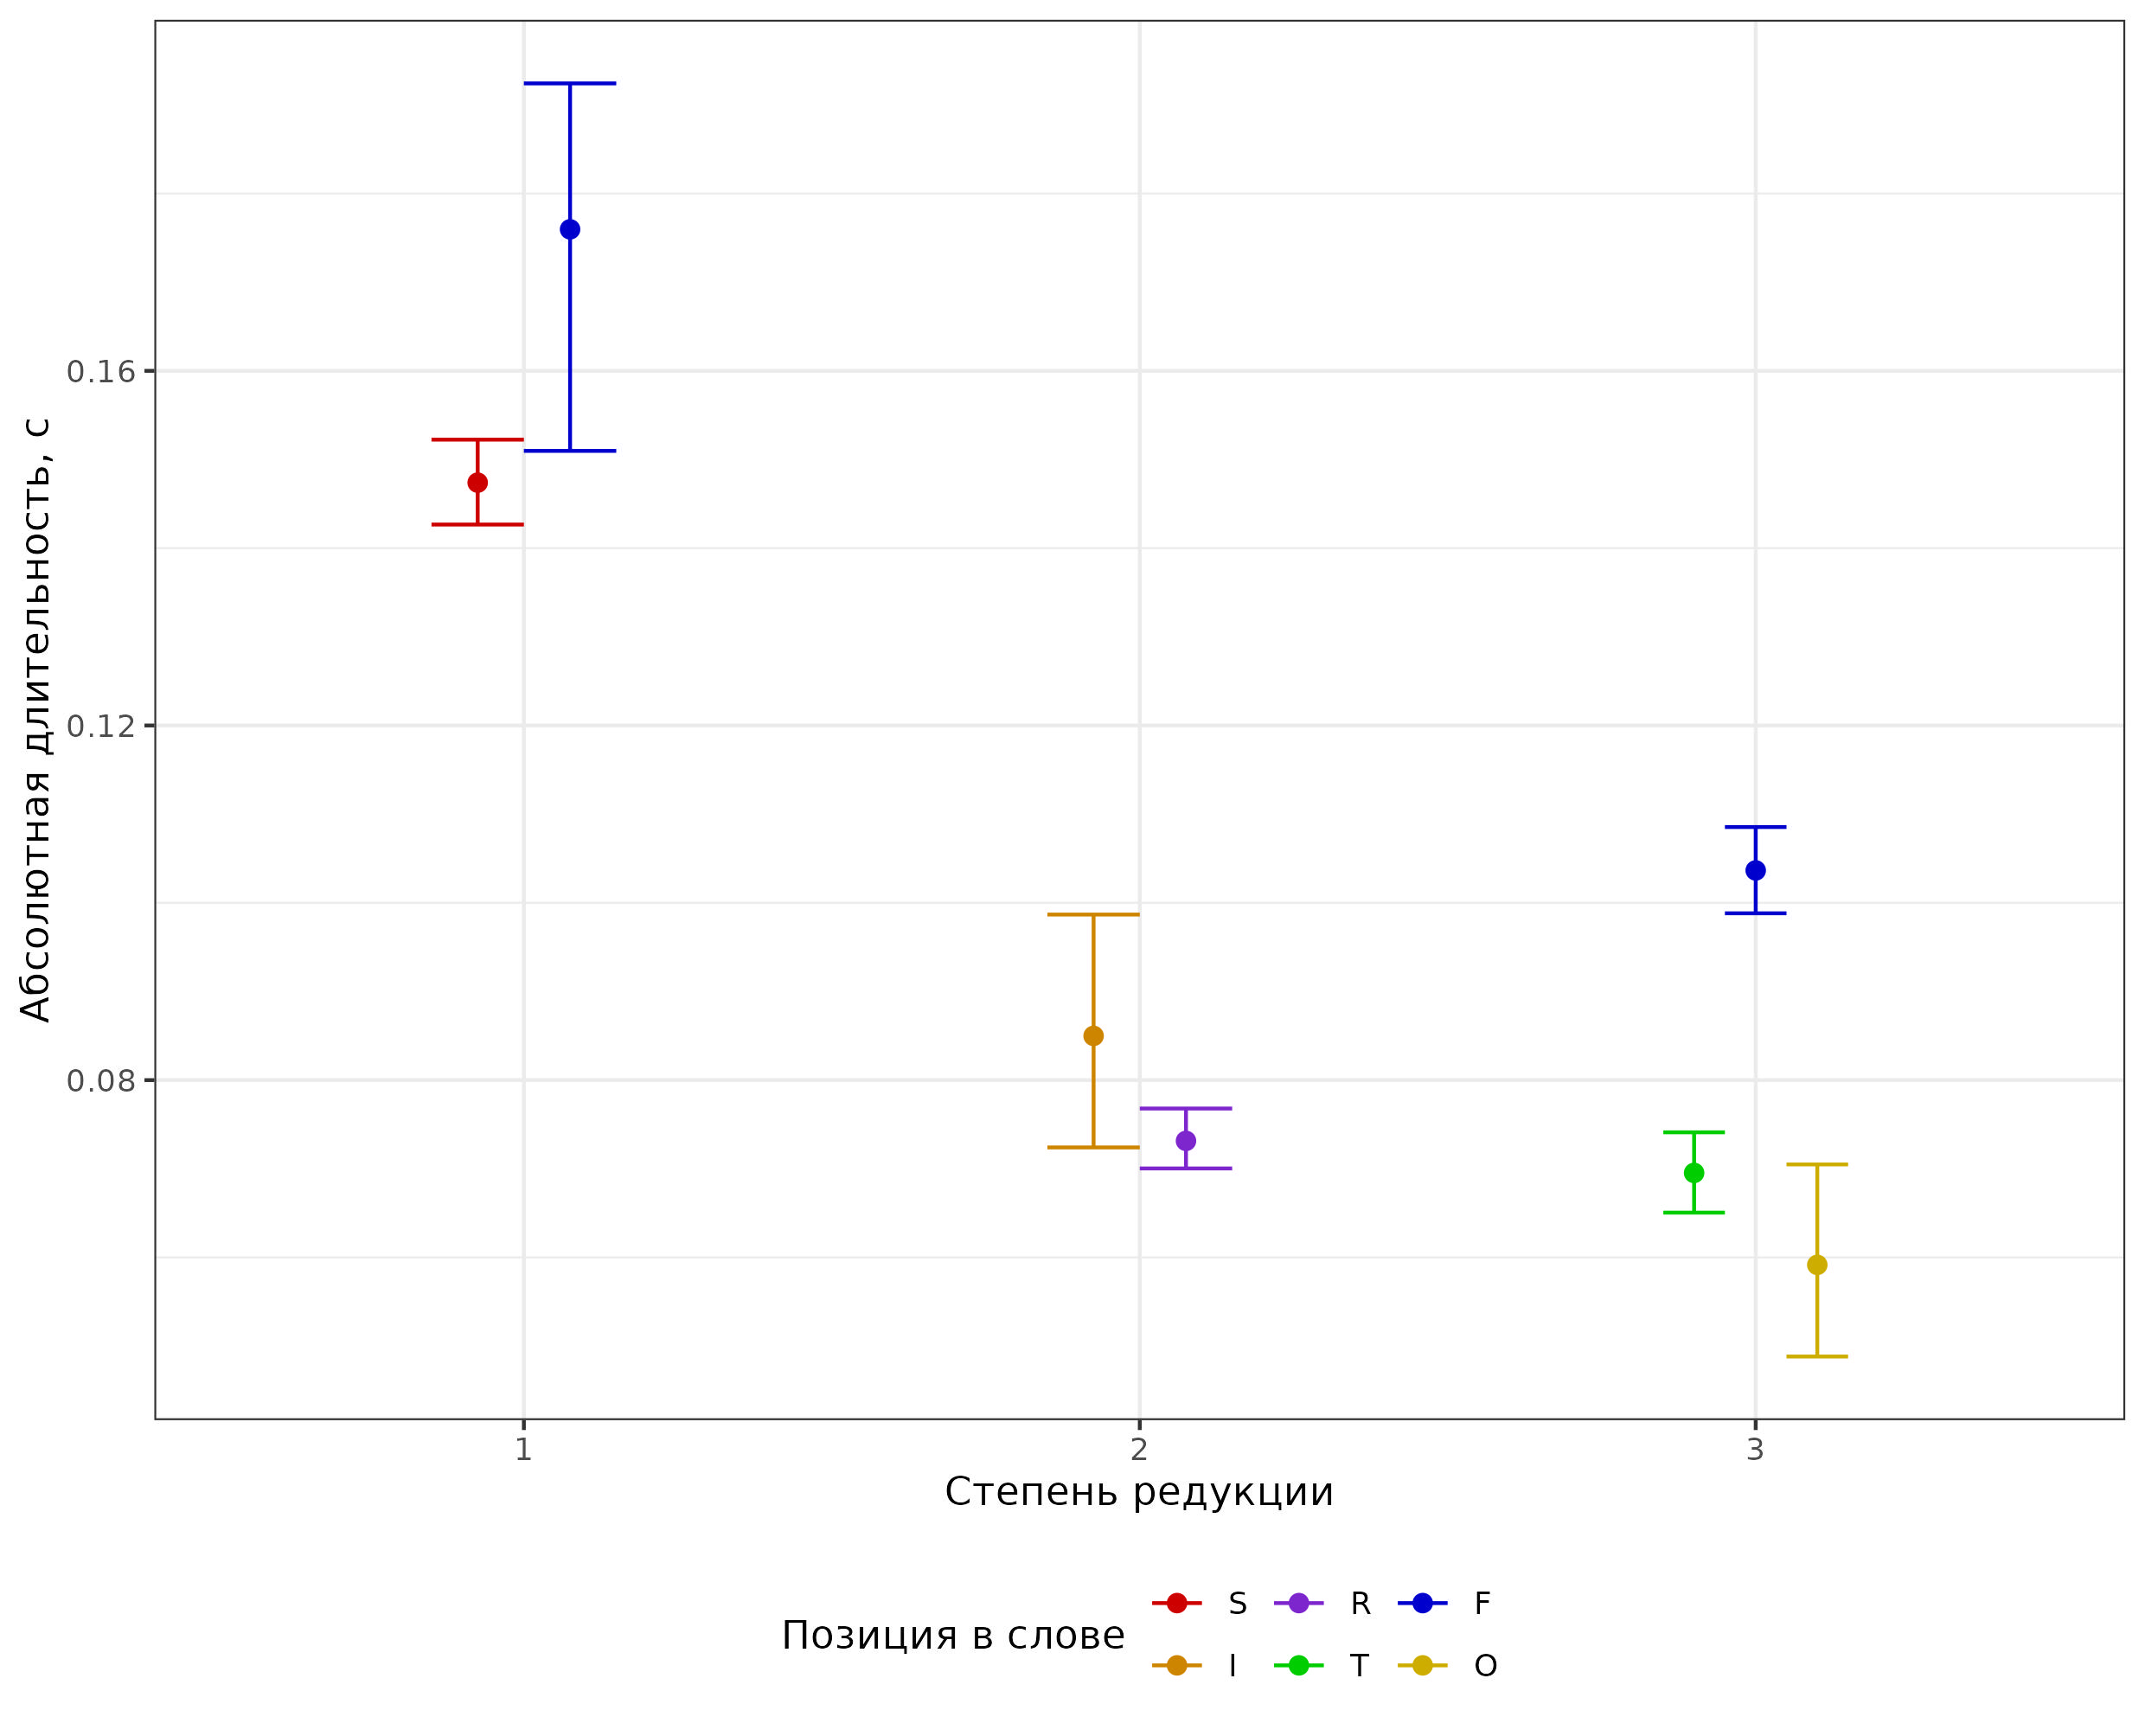 Абсолютная длительность, с
0.16
0.12
0.08
1 2 3
Степень редукции
Позиция в слове
S R F
I T O